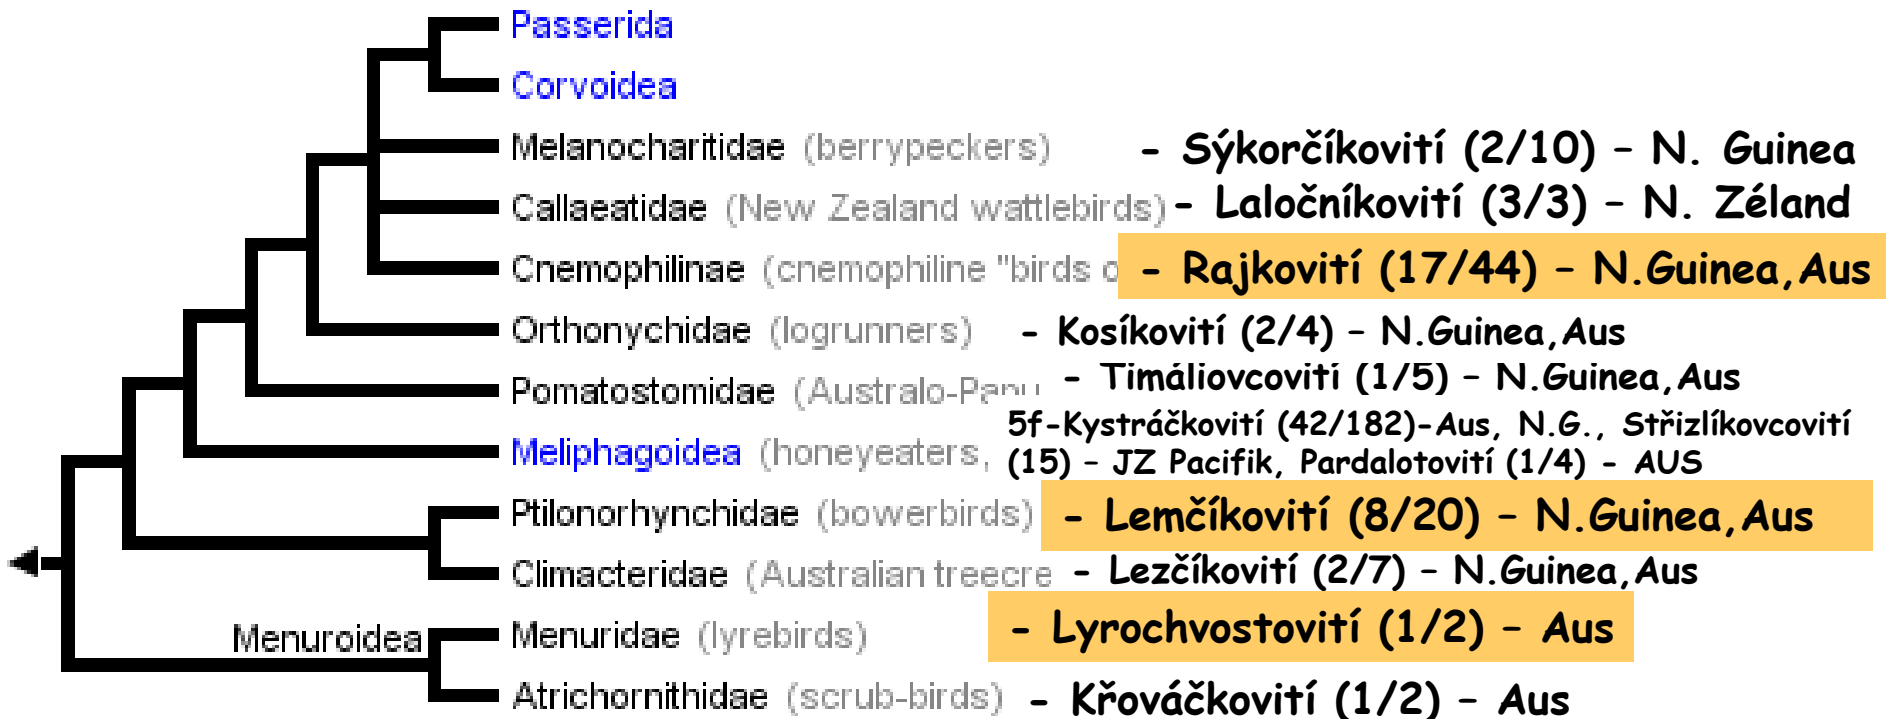 Passerida
Corvoidea
Melanocharitidae (berrypeckers) - Sýkorčíkovití (2/10) – N. Guinea
Callaeatidae (New Zealand wattlebirds) - Laločníkovití (3/3) – N. Zéland
Cnemophilinae (cnemophiline "birds - Rajkovití (17/44) – N.Guinea,Aus
Orthonychidae (logrunners) - Kosíkovití (2/4) – N.Guinea,Aus
Pomatostomidae (Australo-Papu - Timáliovcovití (1/5) – N.Guinea,Aus
5f-Kystráčkovití (42/182)-Aus, N.G., Střizlíkovcovití
Meliphagoidea (honeyeaters, (15) – JZ Pacifik, Pardalotovití (1/4) - AUS
Ptilonorhynchidae (bowerbirds) - Lemčíkovití (8/20) – N.Guinea,Aus
Climacteridae (Australian treecre - Lezčíkovití (2/7) – N.Guinea,Aus
Menuroidea Menuridae (lyrebirds) - Lyrochvostovití (1/2) – Aus
Atrichornithidae (scrub-birds) - Křováčkovití (1/2) – Aus